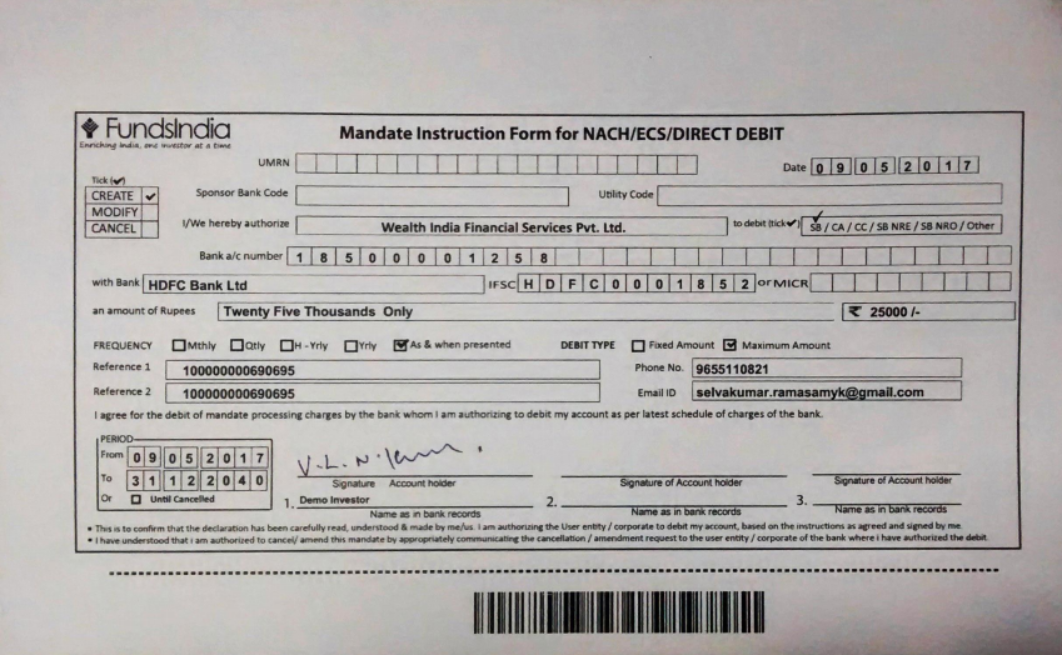 FundsIndia
Enriching India, one investor at a time
Mandate Instruction Form for NACH/ECS/DIRECT DEBIT
UMRN
Date 0 9 0 5 2 0 1 7
Tick (✓)
CREATE ✓
MODIFY
CANCEL
Sponsor Bank Code
Utility Code
I/We hereby authorize Wealth India Financial Services Pvt. Ltd. to debit (tick✓) SB / CA / CC / SB NRE / SB NRO / Other
Bank a/c number 1 8 5 0 0 0 0 1 2 5 8
with Bank HDFC Bank Ltd IFSC H D F C 0 0 0 1 8 5 2 or MICR
an amount of Rupees Twenty Five Thousands Only ₹ 25000 /-
FREQUENCY Mthly Qtly H - Yrly Yrly As & when presented DEBIT TYPE Fixed Amount Maximum Amount
Reference 1 100000000690695 Phone No. 9655110821
Reference 2 100000000690695 Email ID selvakumar.ramasamyk@gmail.com
I agree for the debit of mandate processing charges by the bank whom I am authorizing to debit my account as per latest schedule of charges of the bank.
PERIOD
From 0 9 0 5 2 0 1 7
To 3 1 1 2 2 0 4 0
Or Until Cancelled
V.L.N.
Signature Account holder
Signature of Account holder
Signature of Account holder
1. Demo Investor 2. 3.
Name as in bank records
Name as in bank records
Name as in bank records
• This is to confirm that the declaration has been carefully read, understood & made by me/us. I am authorizing the User entity / corporate to debit my account, based on the instructions as agreed and signed by me.
• I have understood that i am authorized to cancel/ amend this mandate by appropriately communicating the cancellation / amendment request to the user entity / corporate of the bank where i have authorized the debit.